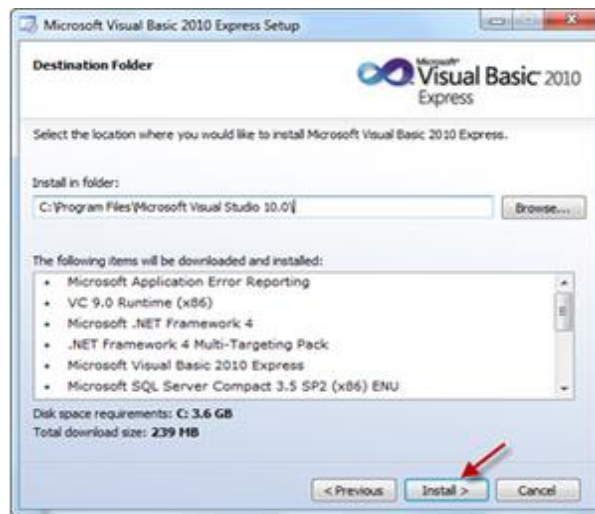 Microsoft Visual Basic 2010 Express Setup
Destination Folder
Microsoft
Visual Basic 2010
Express
Select the location where you would like to install Microsoft Visual Basic 2010 Express.
Install in folder:
C:\Program Files\Microsoft Visual Studio 10.0\
Browse...
The following items will be downloaded and installed:
• Microsoft Application Error Reporting
• VC 9.0 Runtime (x86)
• Microsoft .NET Framework 4
• .NET Framework 4 Multi-Targeting Pack
• Microsoft Visual Basic 2010 Express
• Microsoft SQL Server Compact 3.5 SP2 (x86) ENU
Disk space requirements: C: 3.6 GB
Total download size: 239 MB
< Previous
Install >
Cancel